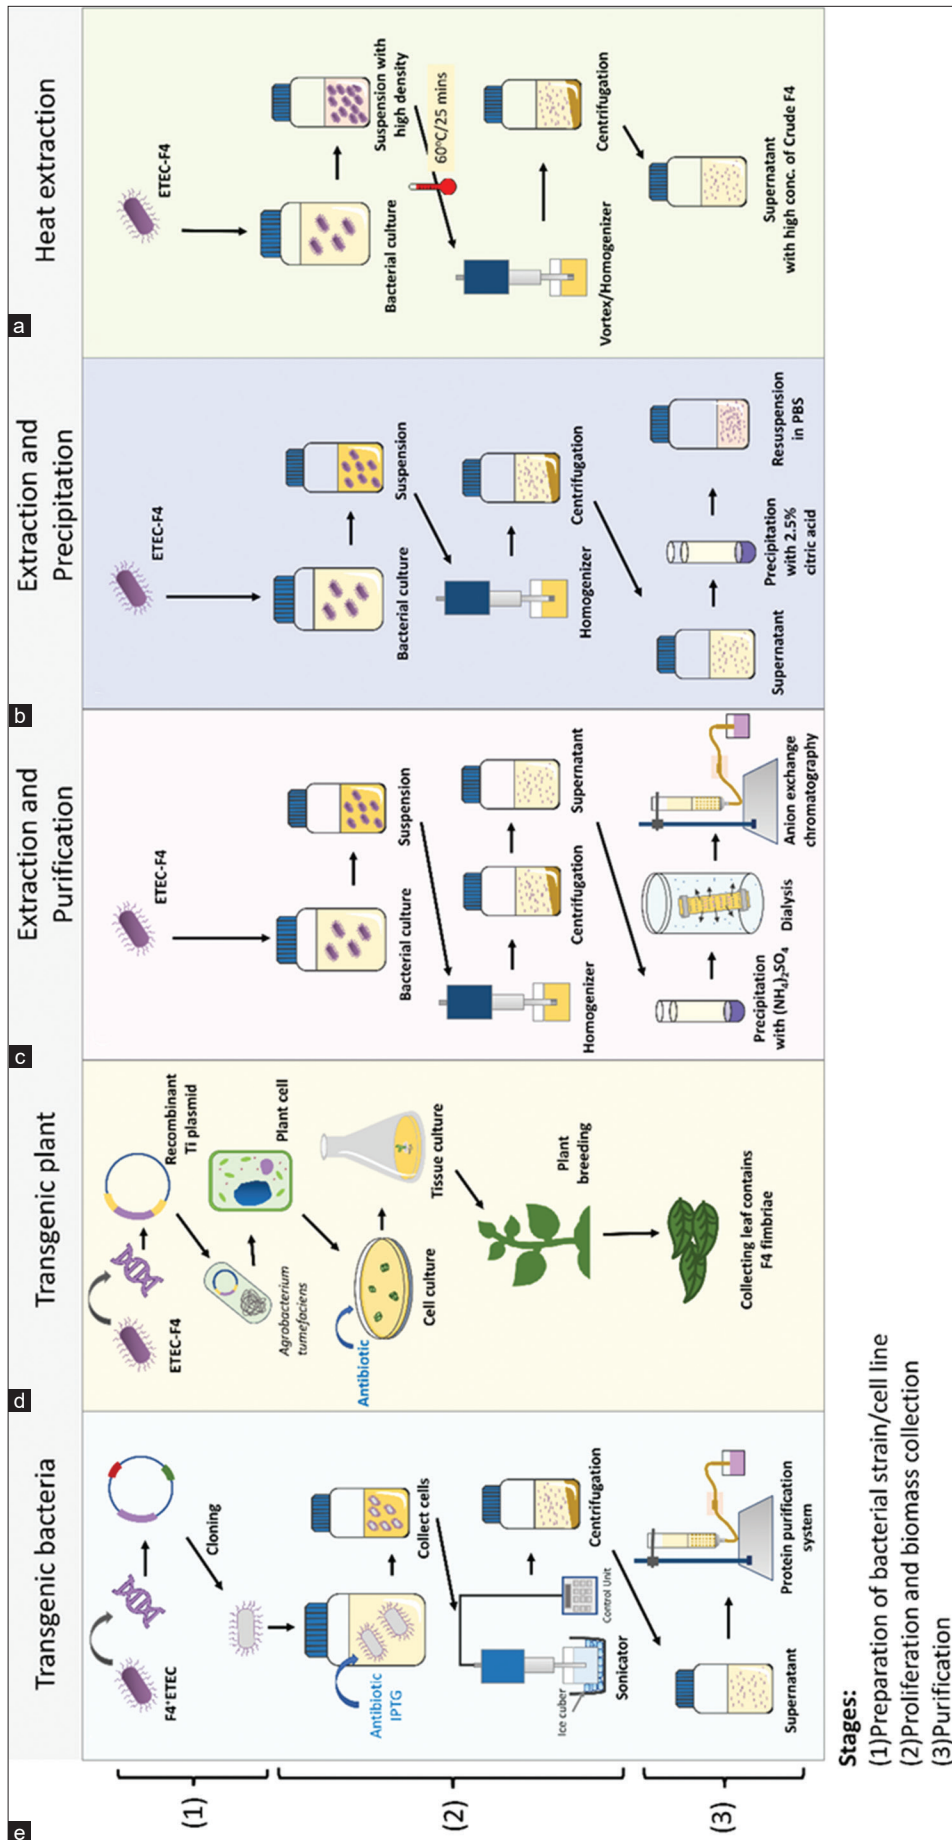 a
Heat extraction
ETEC-F4
Bacterial culture
Suspension with
high density
60°C/25 mins
Vortex/Homogenizer
Centrifugation
Supernatant
with high conc. of Crude F4
b
Extraction and
Precipitation
ETEC-F4
Bacterial culture
Suspension
Homogenizer
Centrifugation
Supernatant
Precipitation
with 2.5%
citric acid
Resuspension
in PBS
c
Extraction and
Purification
ETEC-F4
Bacterial culture
Suspension
Homogenizer
Centrifugation
Supernatant
Precipitation
with (NH₄)₂SO₄
Dialysis
Anion exchange
chromatography
d
Transgenic plant
ETEC-F4
Recombinant
Ti plasmid
Agrobacterium
tumefaciens
Plant cell
Antibiotic
Cell culture
Tissue culture
Plant
breeding
Collecting leaf contains
F4 fimbriae
e
Transgenic bacteria
F4⁺ETEC
Cloning
Antibiotic
IPTG
Collect cells
Ice cuber
Sonicator
Control Unit
Centrifugation
Supernatant
Protein purification
system
(1)
(2)
(3)
Stages:
(1)Preparation of bacterial strain/cell line
(2)Proliferation and biomass collection
(3)Purification